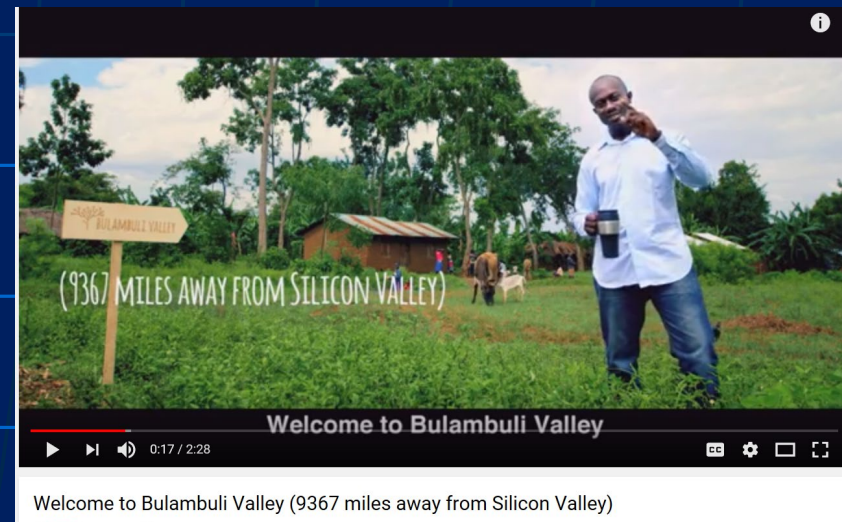 BULAMBULI VALLEY
(9367 MILES AWAY FROM SILICON VALLEY)
Welcome to Bulambuli Valley
0:17 / 2:28
CC
Welcome to Bulambuli Valley (9367 miles away from Silicon Valley)